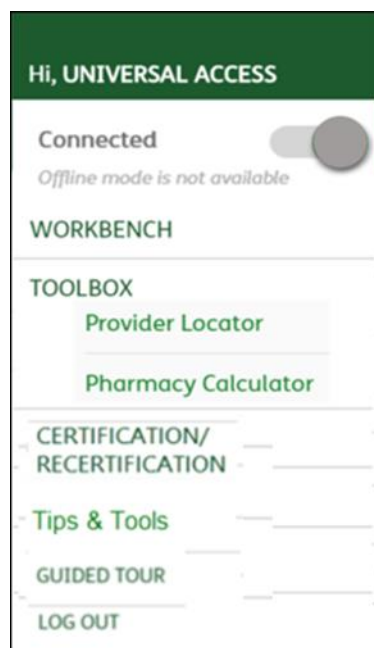 Hi, UNIVERSAL ACCESS
Connected
Offline mode is not available
WORKBENCH
TOOLBOX
Provider Locator
Pharmacy Calculator
CERTIFICATION/
RECERTIFICATION
Tips & Tools
GUIDED TOUR
LOG OUT